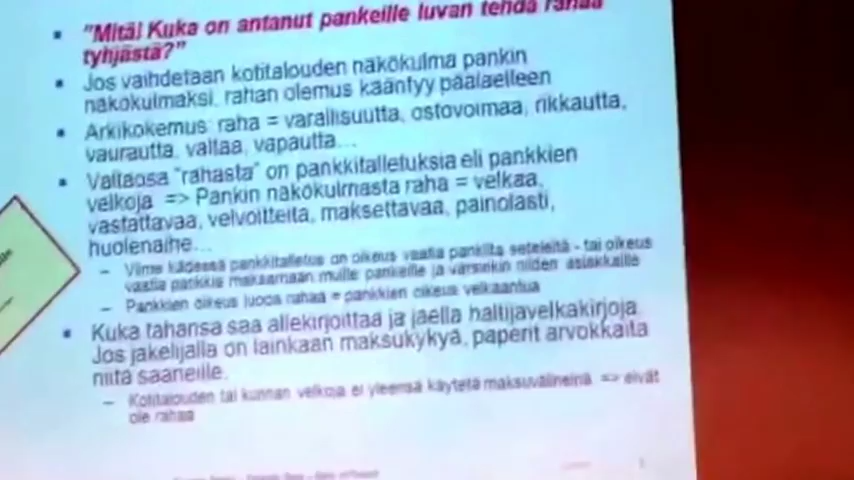 "Mitä! Kuka on antanut pankeille luvan tehdä rahaa
tyhjästä?"
Jos vaihdetaan kotitalouden näkökulma pankin
näkökulmaksi, rahan olemus kääntyy päälaelleen
Arkikokemus: raha = varallisuutta, ostovoimaa, rikkautta,
vaurautta, valtaa, vapautta...
Valtaosa "rahasta" on pankkitalletuksia eli pankkien
velkoja => Pankin näkökulmasta raha = velkaa,
vastattavaa, velvoitteita, maksettavaa, painolasti,
huolenaihe...
– Viime kädessä pankkitalletus on oikeus vaatia pankilta seteleitä - tai oikeus
vaatia pankkia maksamaan muille pankeille ja varsinkin niiden asiakkaille
– Pankkien oikeus luoda rahaa = pankkien oikeus velkaantua
Kuka tahansa saa allekirjoittaa ja jaella haltijavelkakirjoja.
Jos jakelijalla on lainkaan maksukykyä, paperit arvokkaita
niitä saaneille.
– Kotitalouden tai kunnan velkoja ei yleensä käytetä maksuvälineinä => eivät
ole rahaa